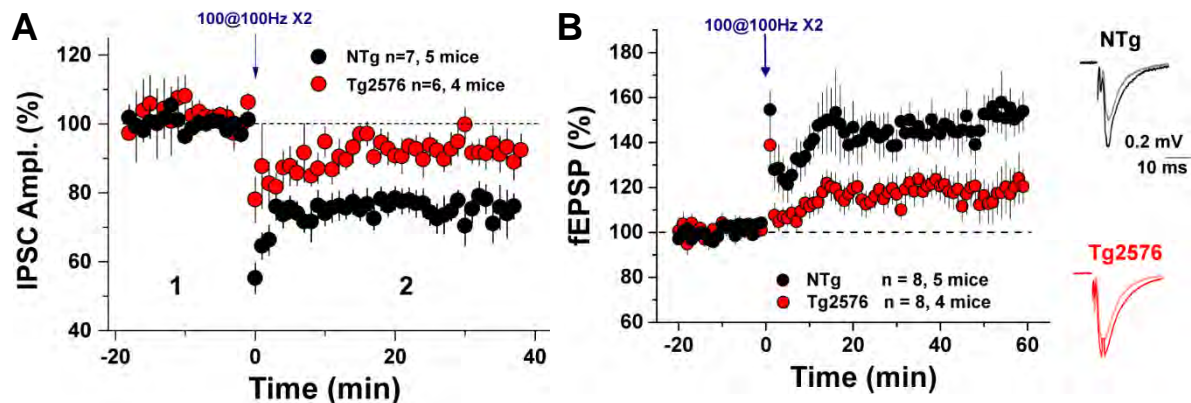 A
100@100Hz X2
NTg n=7, 5 mice
Tg2576 n=6, 4 mice
IPSC Ampl. (%)
120
100
80
60
40
1
2
-20
0
20
40
Time (min)
B
100@100Hz X2
fEPSP (%)
180
160
140
120
100
80
60
NTg n = 8, 5 mice
Tg2576 n = 8, 4 mice
-20
0
20
40
60
Time (min)
NTg
0.2 mV
10 ms
Tg2576